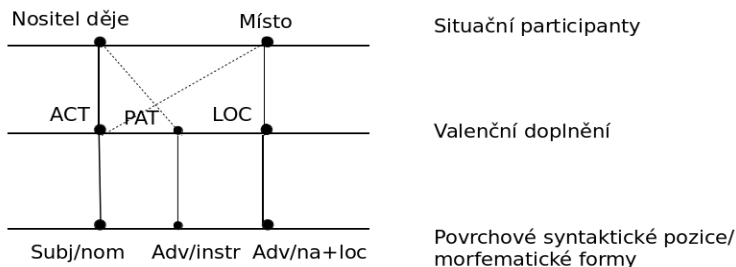 Nositel děje Místo Situační participanty
ACT PAT LOC Valenční doplnění
Subj/nom Adv/instr Adv/na+loc Povrchové syntaktické pozice/
morfematické formy